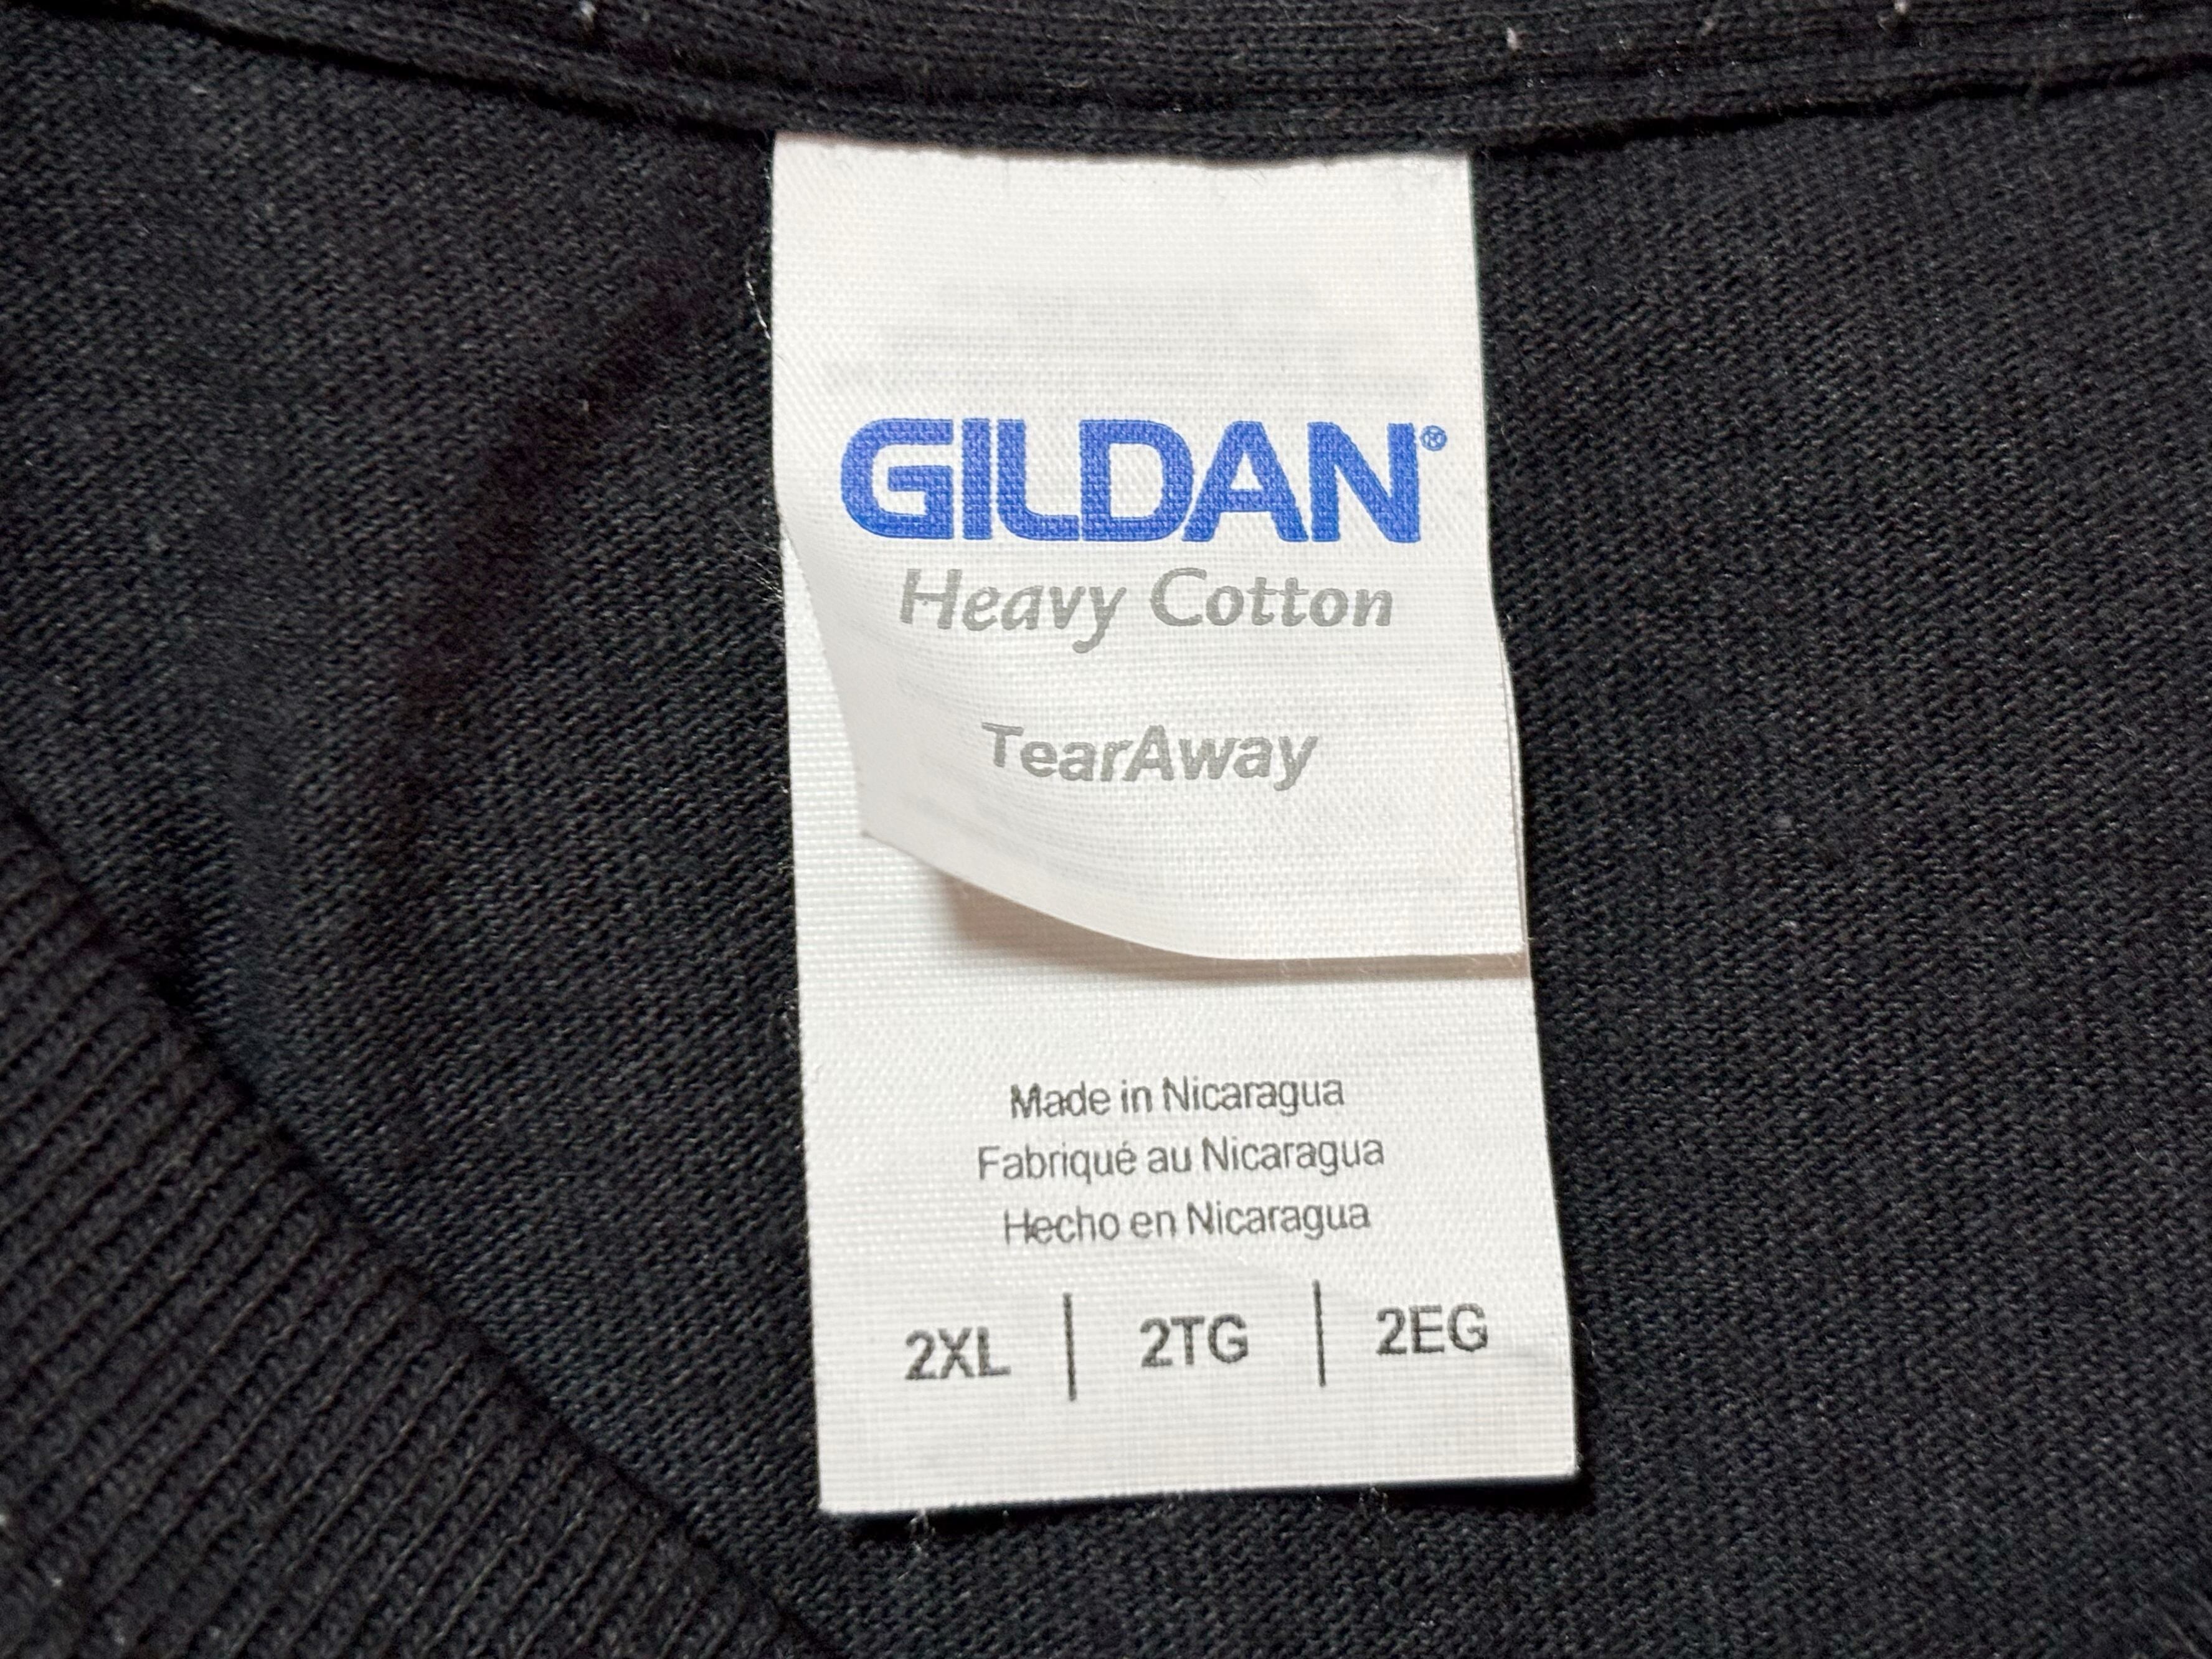 GILDAN®
Heavy Cotton
TearAway
Made in Nicaragua
Fabriqué au Nicaragua
Hecho en Nicaragua
2XL | 2TG | 2EG